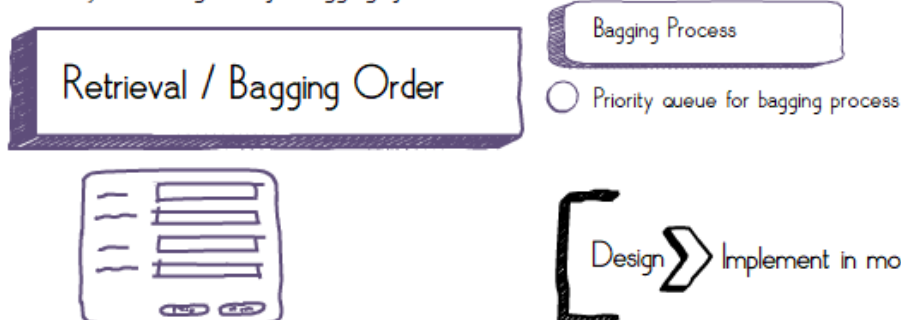 Retrieval / Bagging Order
Bagging Process
Priority queue for bagging process
Design
Implement in mo